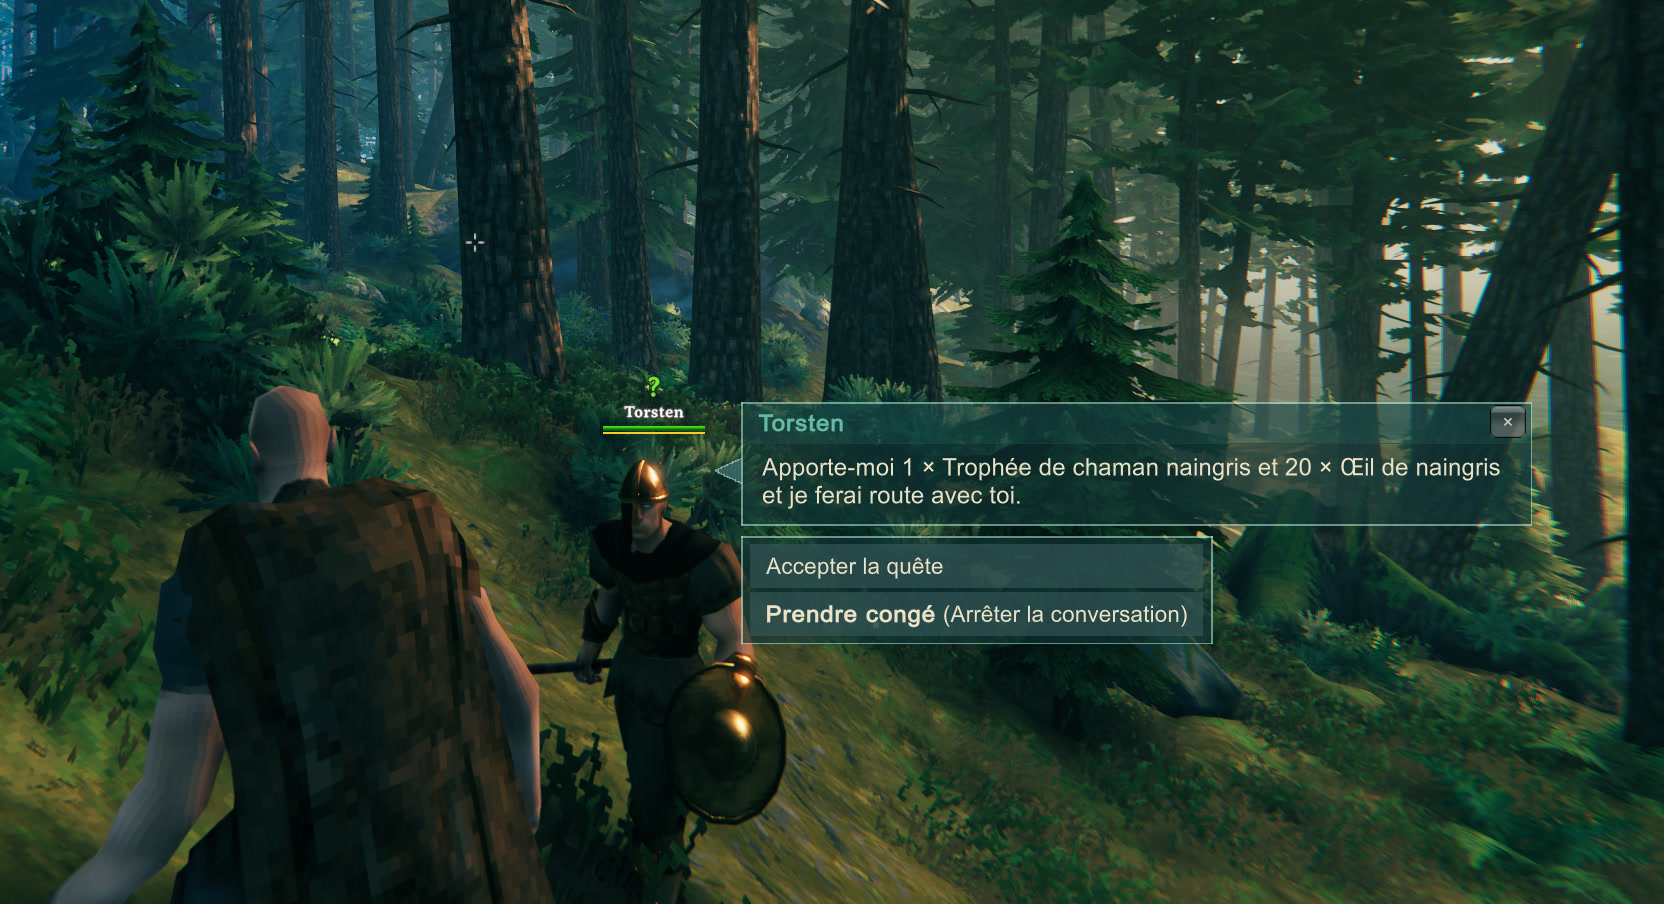 ?
Torsten
Torsten
×
Apporte-moi 1 × Trophée de chaman naingris et 20 × Œil de naingris
et je ferai route avec toi.
Accepter la quête
Prendre congé (Arrêter la conversation)